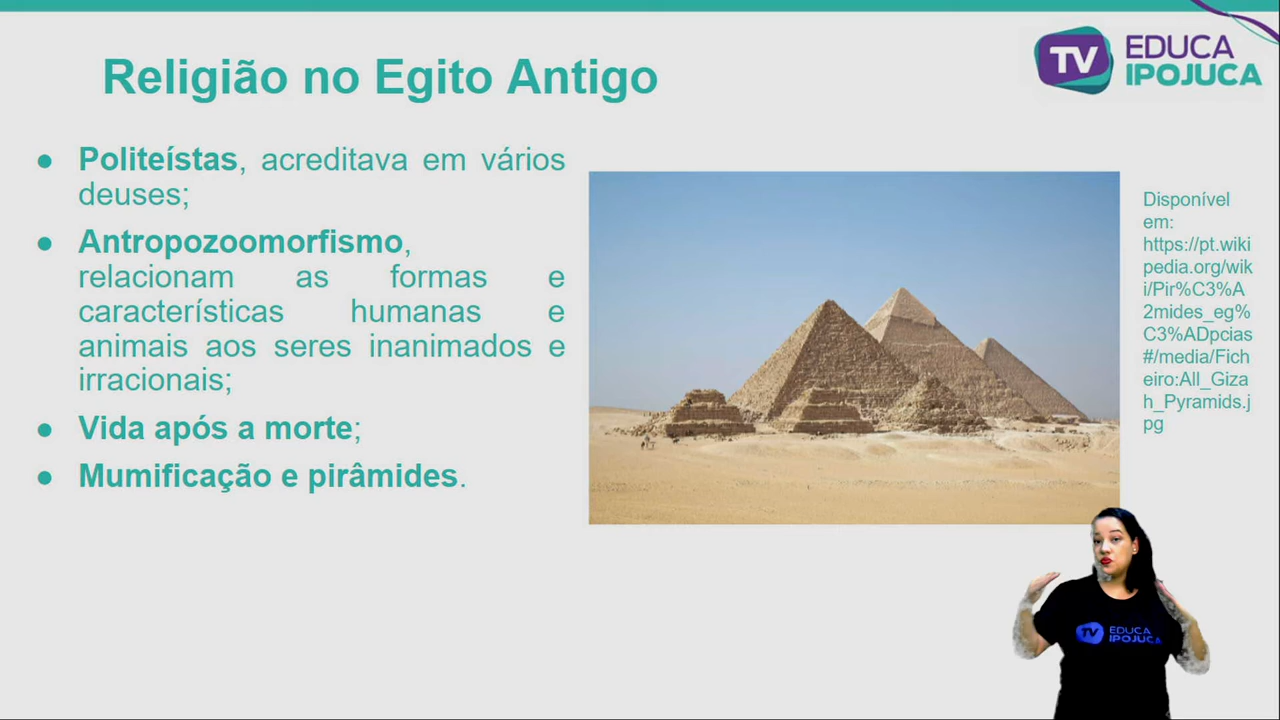 Religião no Egito Antigo
TV EDUCA
IPOJUCA
● Politeístas, acreditava em vários
deuses;
● Antropozoomorfismo,
relacionam as formas e
características humanas e
animais aos seres inanimados e
irracionais;
● Vida após a morte;
● Mumificação e pirâmides.
Disponível
em:
https://pt.wiki
pedia.org/wik
i/Pir%C3%A
2mides_eg%
C3%ADpcias
#/media/Fich
eiro:All_Giza
h_Pyramids.j
pg
TV EDUCA
IPOJUCA